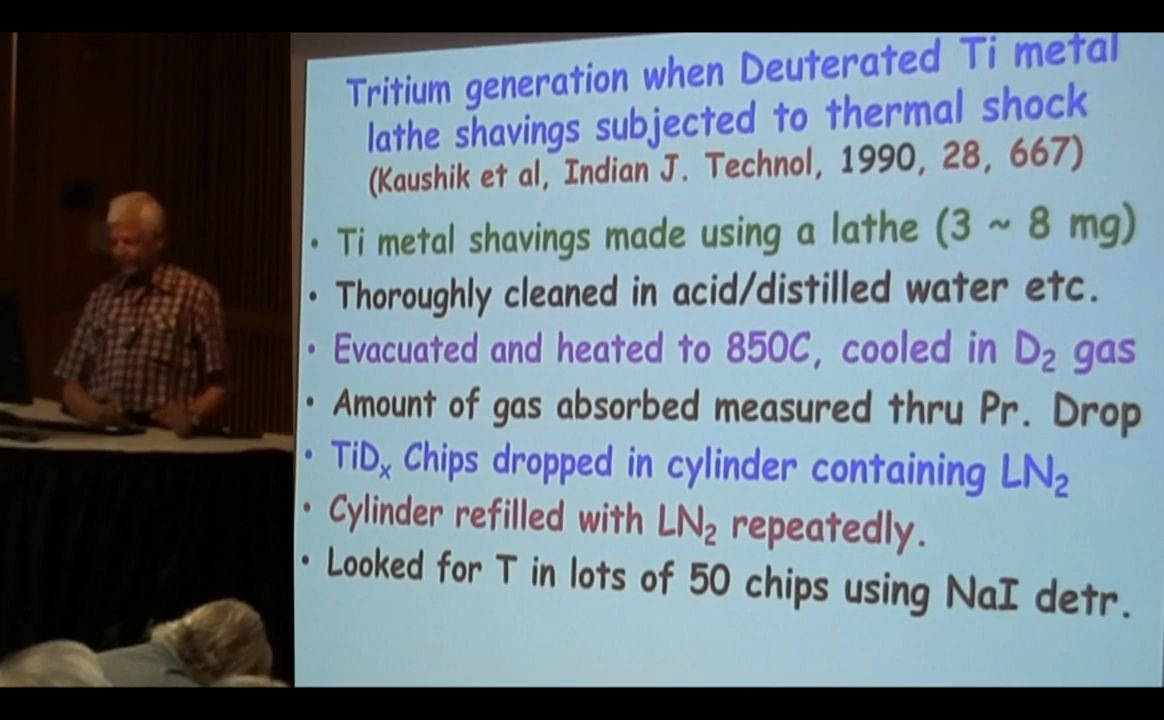 Tritium generation when Deuterated Ti metal
lathe shavings subjected to thermal shock
(Kaushik et al, Indian J. Technol, 1990, 28, 667)
• Ti metal shavings made using a lathe (3 ~ 8 mg)
• Thoroughly cleaned in acid/distilled water etc.
• Evacuated and heated to 850C, cooled in D₂ gas
• Amount of gas absorbed measured thru Pr. Drop
• TiDₓ Chips dropped in cylinder containing LN₂
• Cylinder refilled with LN₂ repeatedly.
• Looked for T in lots of 50 chips using NaI detr.